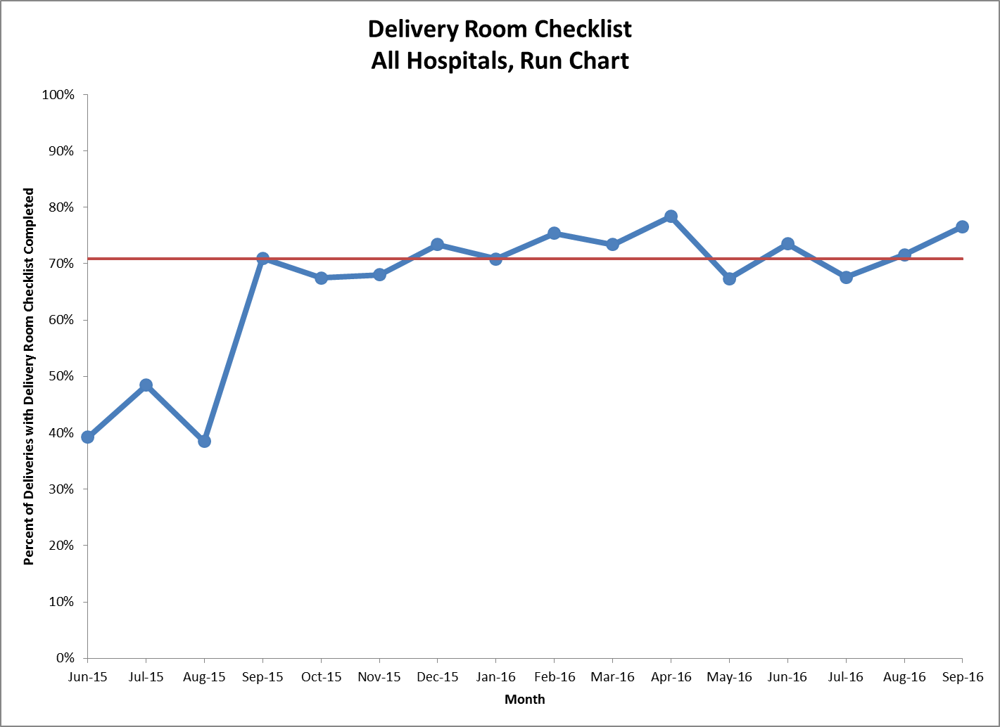 Delivery Room Checklist
All Hospitals, Run Chart
Percent of Deliveries with Delivery Room Checklist Completed
100%
90%
80%
70%
60%
50%
40%
30%
20%
10%
0%
Jun-15 Jul-15 Aug-15 Sep-15 Oct-15 Nov-15 Dec-15 Jan-16 Feb-16 Mar-16 Apr-16 May-16 Jun-16 Jul-16 Aug-16 Sep-16
Month